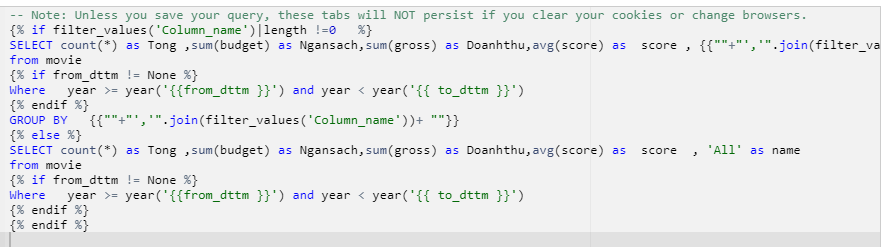 -- Note: Unless you save your query, these tabs will NOT persist if you clear your cookies or change browsers.
{% if filter_values('Column_name')|length !=0   %}
SELECT count(*) as Tong ,sum(budget) as Ngansach,sum(gross) as Doanhthu,avg(score) as  score , {{""+"','".join(filter_va
from movie
{% if from_dttm != None %}
Where   year >= year('{{from_dttm }}') and year < year('{{ to_dttm }}')
{% endif %}
GROUP BY   {{""+"','".join(filter_values('Column_name'))+ ""}}
{% else %}
SELECT count(*) as Tong ,sum(budget) as Ngansach,sum(gross) as Doanhthu,avg(score) as  score  , 'All' as name
from movie
{% if from_dttm != None %}
Where   year >= year('{{from_dttm }}') and year < year('{{ to_dttm }}')
{% endif %}
{% endif %}